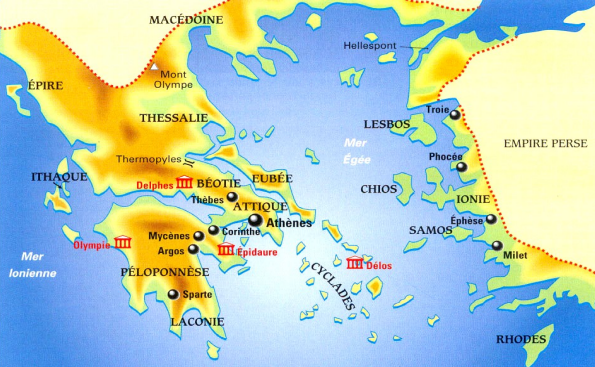 MACÉDOINE
Hellespont
Mont
Olympe
ÉPIRE
THESSALIE
Troie
LESBOS
Mer
Égée
EMPIRE PERSE
Thermopyles
Phocée
ITHAQUE
Delphes
BÉOTIE
EUBÉE
CHIOS
Thèbes
ATTIQUE
IONIE
Athènes
Éphèse
Mycènes
Corinthe
SAMOS
Olympie
Argos
Épidaure
Milet
Mer
Ionienne
PÉLOPONNÈSE
Délos
CYCLADES
Sparte
LACONIE
RHODES